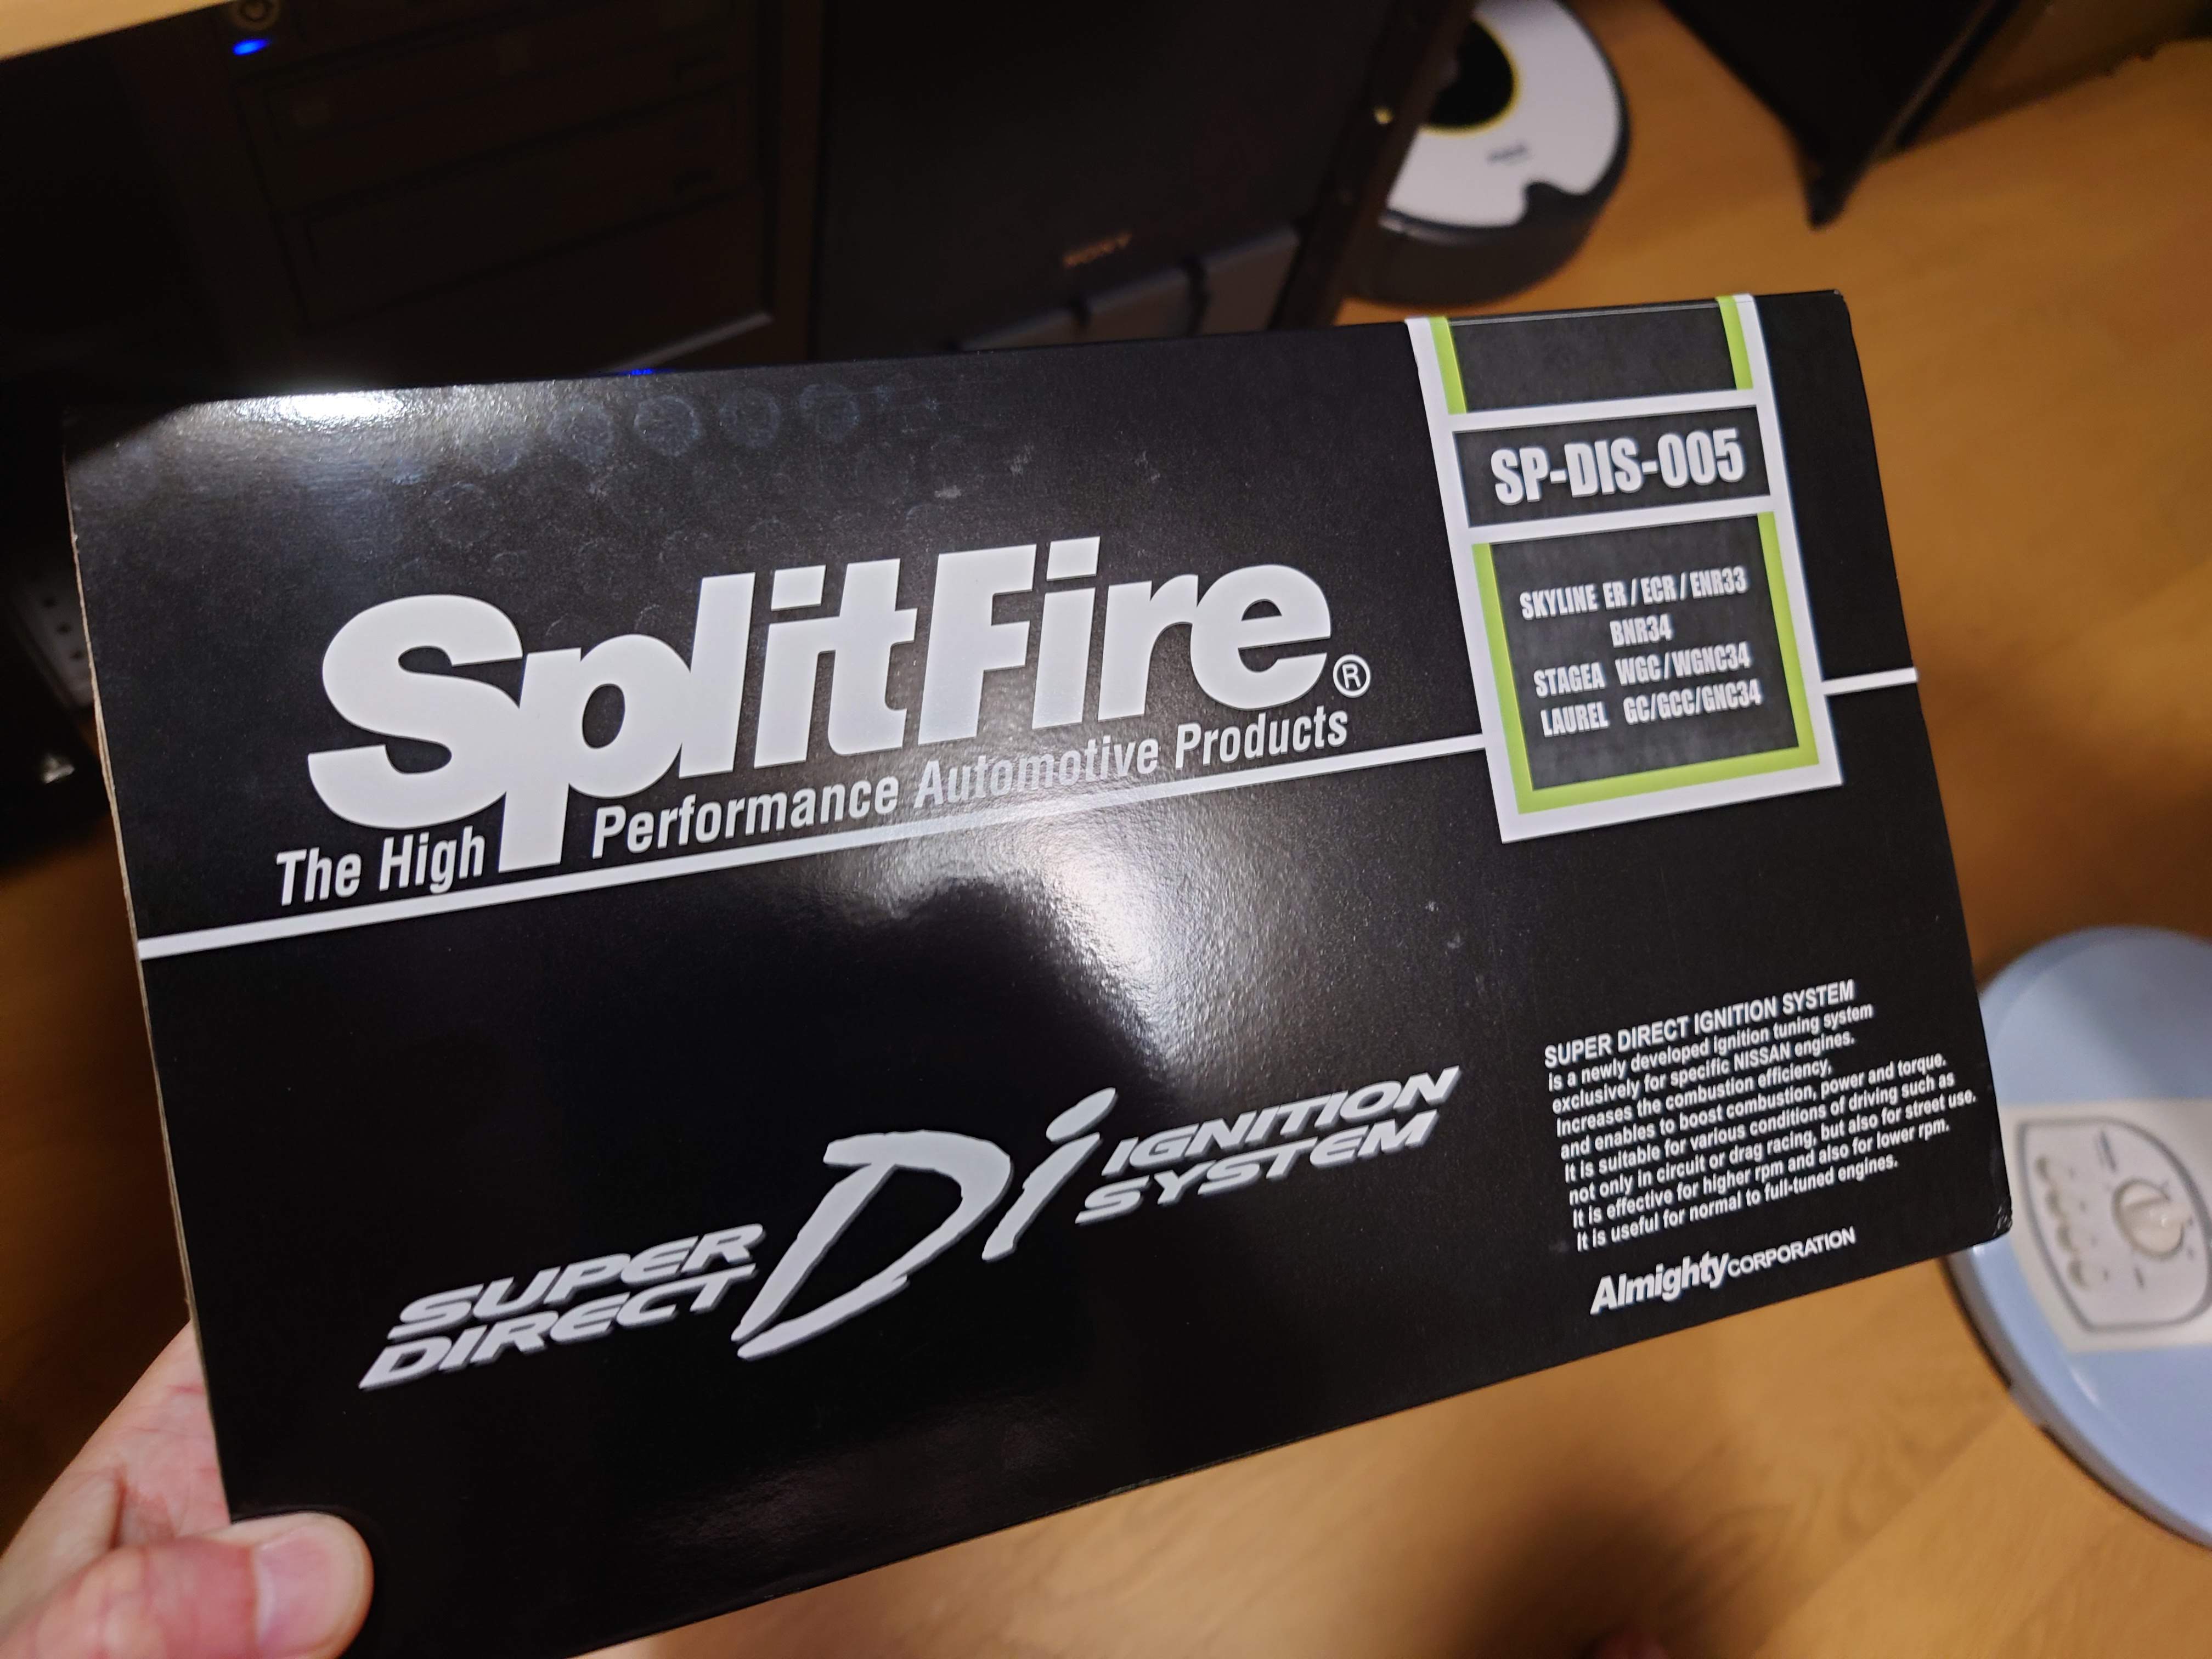 SONY
SP-DIS-005
SKYLINE ER/ECR/ENR33
BNR34
STAGEA WGC/WGNC34
LAUREL GC/GCC/GNC34
SplitFire®
The High Performance Automotive Products
SUPER DIRECT Di IGNITION SYSTEM
SUPER DIRECT IGNITION SYSTEM
is a newly developed ignition tuning system
exclusively for specific NISSAN engines.
Increases the combustion efficiency,
and enables to boost combustion, power and torque.
It is suitable for various conditions of driving such as
not only in circuit or drag racing, but also for street use.
It is effective for higher rpm and also for lower rpm.
It is useful for normal to full-tuned engines.
Almighty CORPORATION